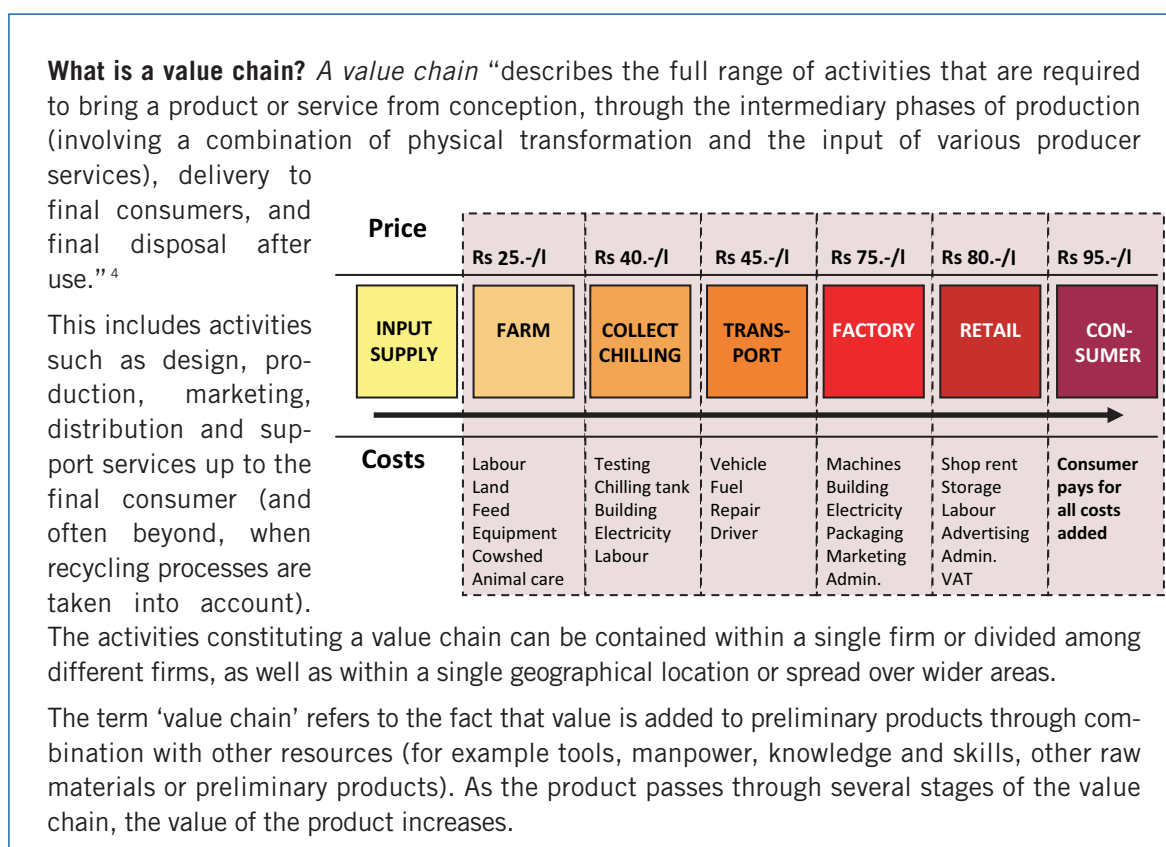 What is a value chain? A value chain “describes the full range of activities that are required
to bring a product or service from conception, through the intermediary phases of production
(involving a combination of physical transformation and the input of various producer
services), delivery to
final consumers, and
final disposal after
use.” 4
This includes activities
such as design, pro-
duction, marketing,
distribution and sup-
port services up to the
final consumer (and
often beyond, when
recycling processes are
taken into account).
Price
Rs 25.-/l Rs 40.-/l Rs 45.-/l Rs 75.-/l Rs 80.-/l Rs 95.-/l
INPUT
SUPPLY
FARM
COLLECT
CHILLING
TRANS-
PORT
FACTORY
RETAIL
CON-
SUMER
Costs
Labour
Land
Feed
Equipment
Cowshed
Animal care
Testing
Chilling tank
Building
Electricity
Labour
Vehicle
Fuel
Repair
Driver
Machines
Building
Electricity
Packaging
Marketing
Admin.
Shop rent
Storage
Labour
Advertising
Admin.
VAT
Consumer
pays for
all costs
added
The activities constituting a value chain can be contained within a single firm or divided among
different firms, as well as within a single geographical location or spread over wider areas.
The term ‘value chain’ refers to the fact that value is added to preliminary products through com-
bination with other resources (for example tools, manpower, knowledge and skills, other raw
materials or preliminary products). As the product passes through several stages of the value
chain, the value of the product increases.